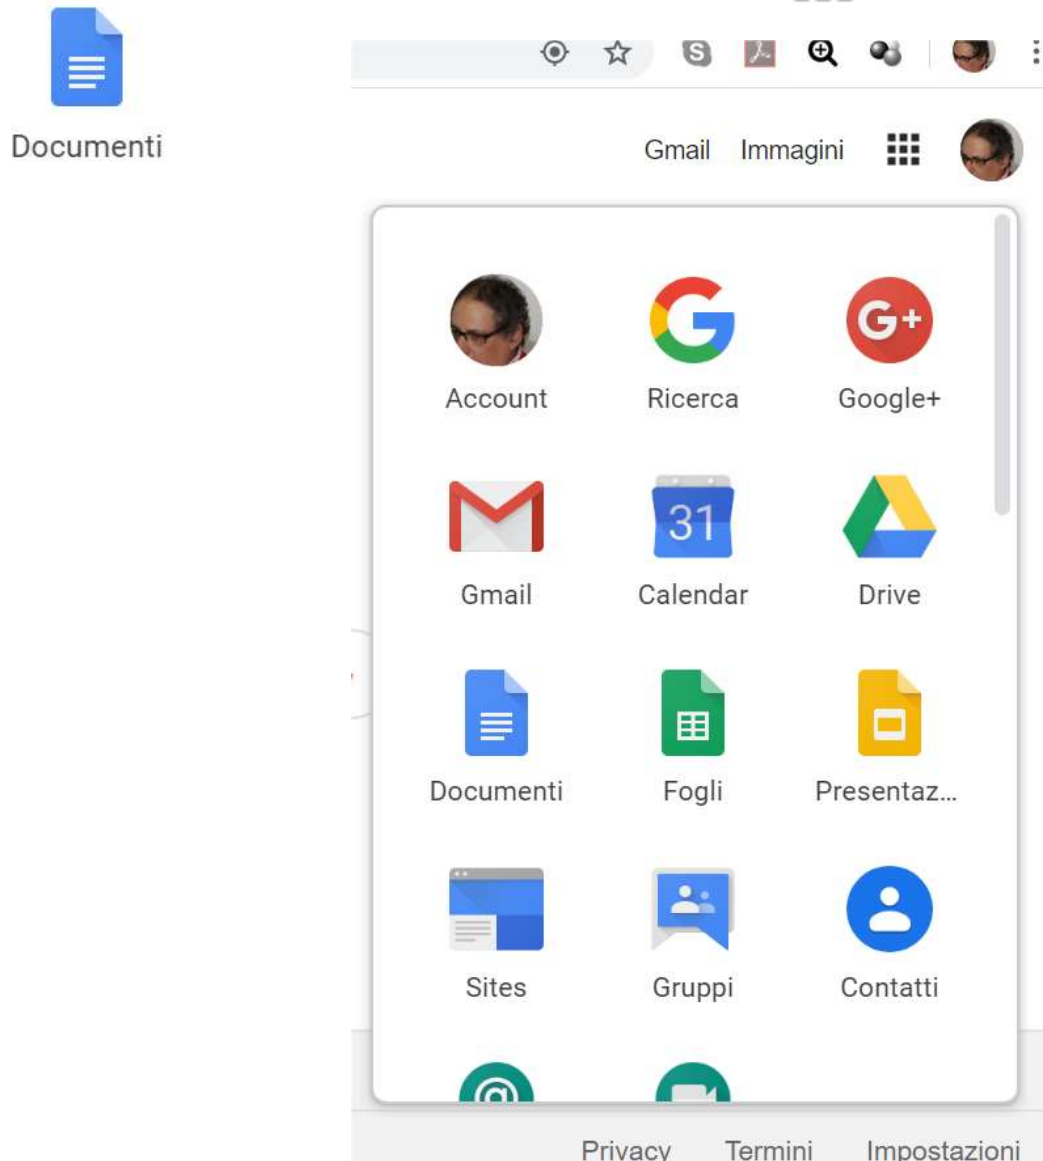 Documenti
Gmail Immagini
Account Ricerca Google+
G+
31
Gmail Calendar Drive
Documenti Fogli Presentaz...
Sites Gruppi Contatti
@
Privacy Termini Impostazioni